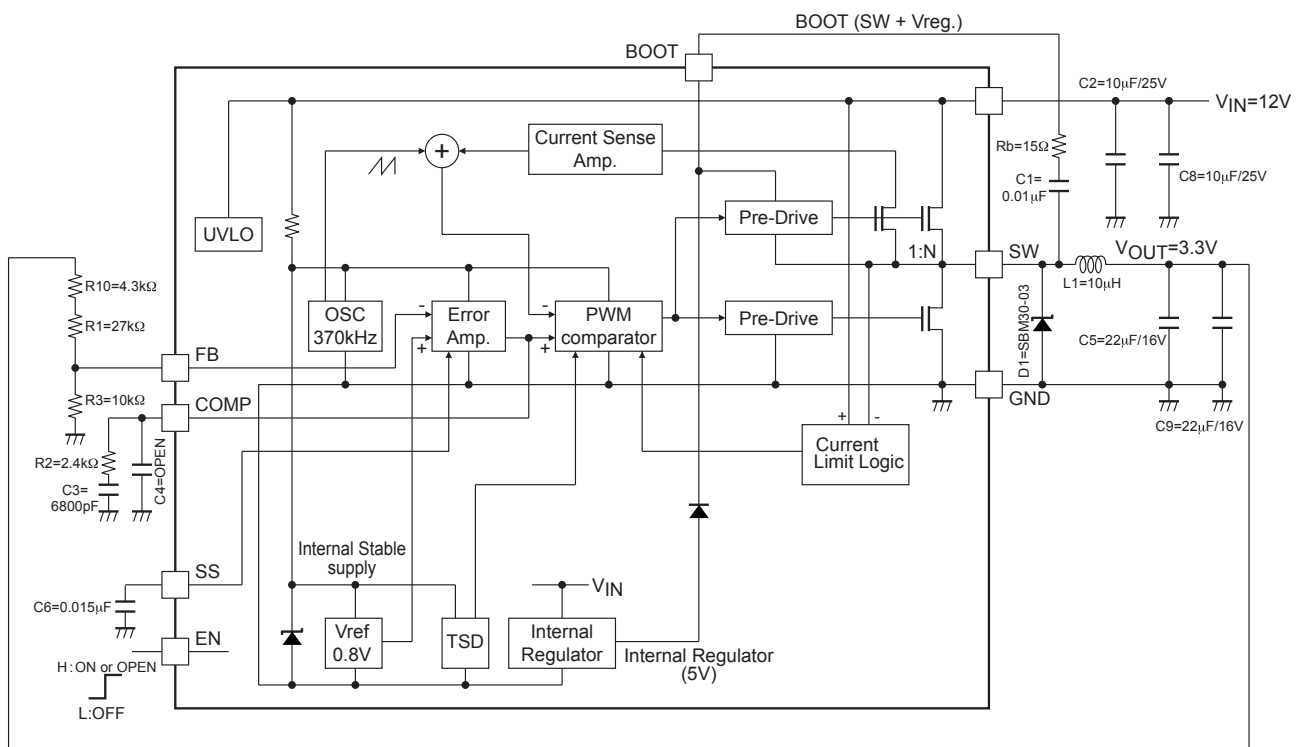 BOOT (SW + Vreg.)
BOOT
C2=10μF/25V
VIN=12V
Current Sense
Amp.
+
Rb=15Ω
C1=
0.01μF
C8=10μF/25V
UVLO
Pre-Drive
1:N
SW
VOUT=3.3V
L1=10μH
R10=4.3kΩ
R1=27kΩ
OSC
370kHz
-
Error
Amp.
+
-
PWM
comparator
+
Pre-Drive
D1=SBM30-03
C5=22μF/16V
FB
R3=10kΩ
COMP
GND
C9=22μF/16V
+ -
Current
Limit Logic
R2=2.4kΩ
C3=
6800pF
C4=OPEN
Internal Stable
supply
SS
VIN
C6=0.015μF
Vref
0.8V
TSD
Internal
Regulator
Internal Regulator
(5V)
EN
H:ON or OPEN
L:OFF